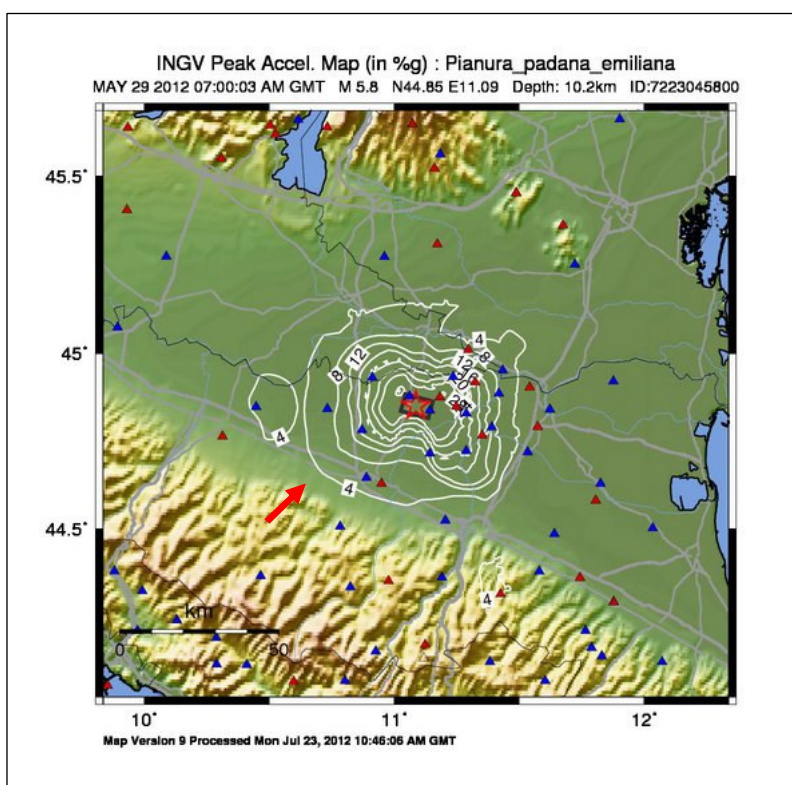 INGV Peak Accel. Map (in %g) : Pianura_padana_emiliana
MAY 29 2012 07:00:03 AM GMT M 5.8 N44.85 E11.09 Depth: 10.2km ID:7223045800
45.5˚
4
12
8
12
8
45˚
4
4
44.5˚
4
km
0 50
10˚ 11˚ 12˚
Map Version 9 Processed Mon Jul 23, 2012 10:46:06 AM GMT